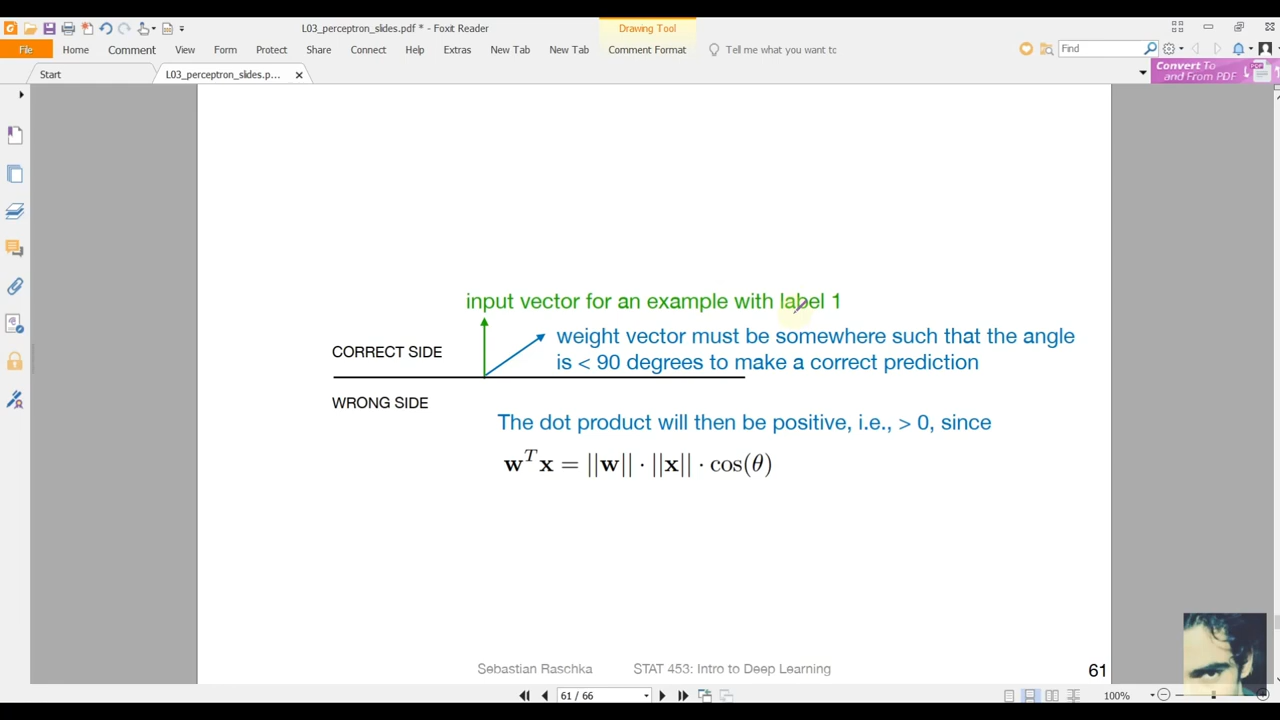 L03_perceptron_slides.pdf * - Foxit Reader
Drawing Tool
File Home Comment View Form Protect Share Connect Help Extras New Tab New Tab Comment Format Tell me what you want to Find
Start L03_perceptron_slides.p...
Convert To
and From PDF
input vector for an example with label 1
weight vector must be somewhere such that the angle
is < 90 degrees to make a correct prediction
CORRECT SIDE
WRONG SIDE
The dot product will then be positive, i.e., > 0, since
w^T x = ||w|| · ||x|| · cos(θ)
Sebastian Raschka STAT 453: Intro to Deep Learning 61
61 / 66 100%